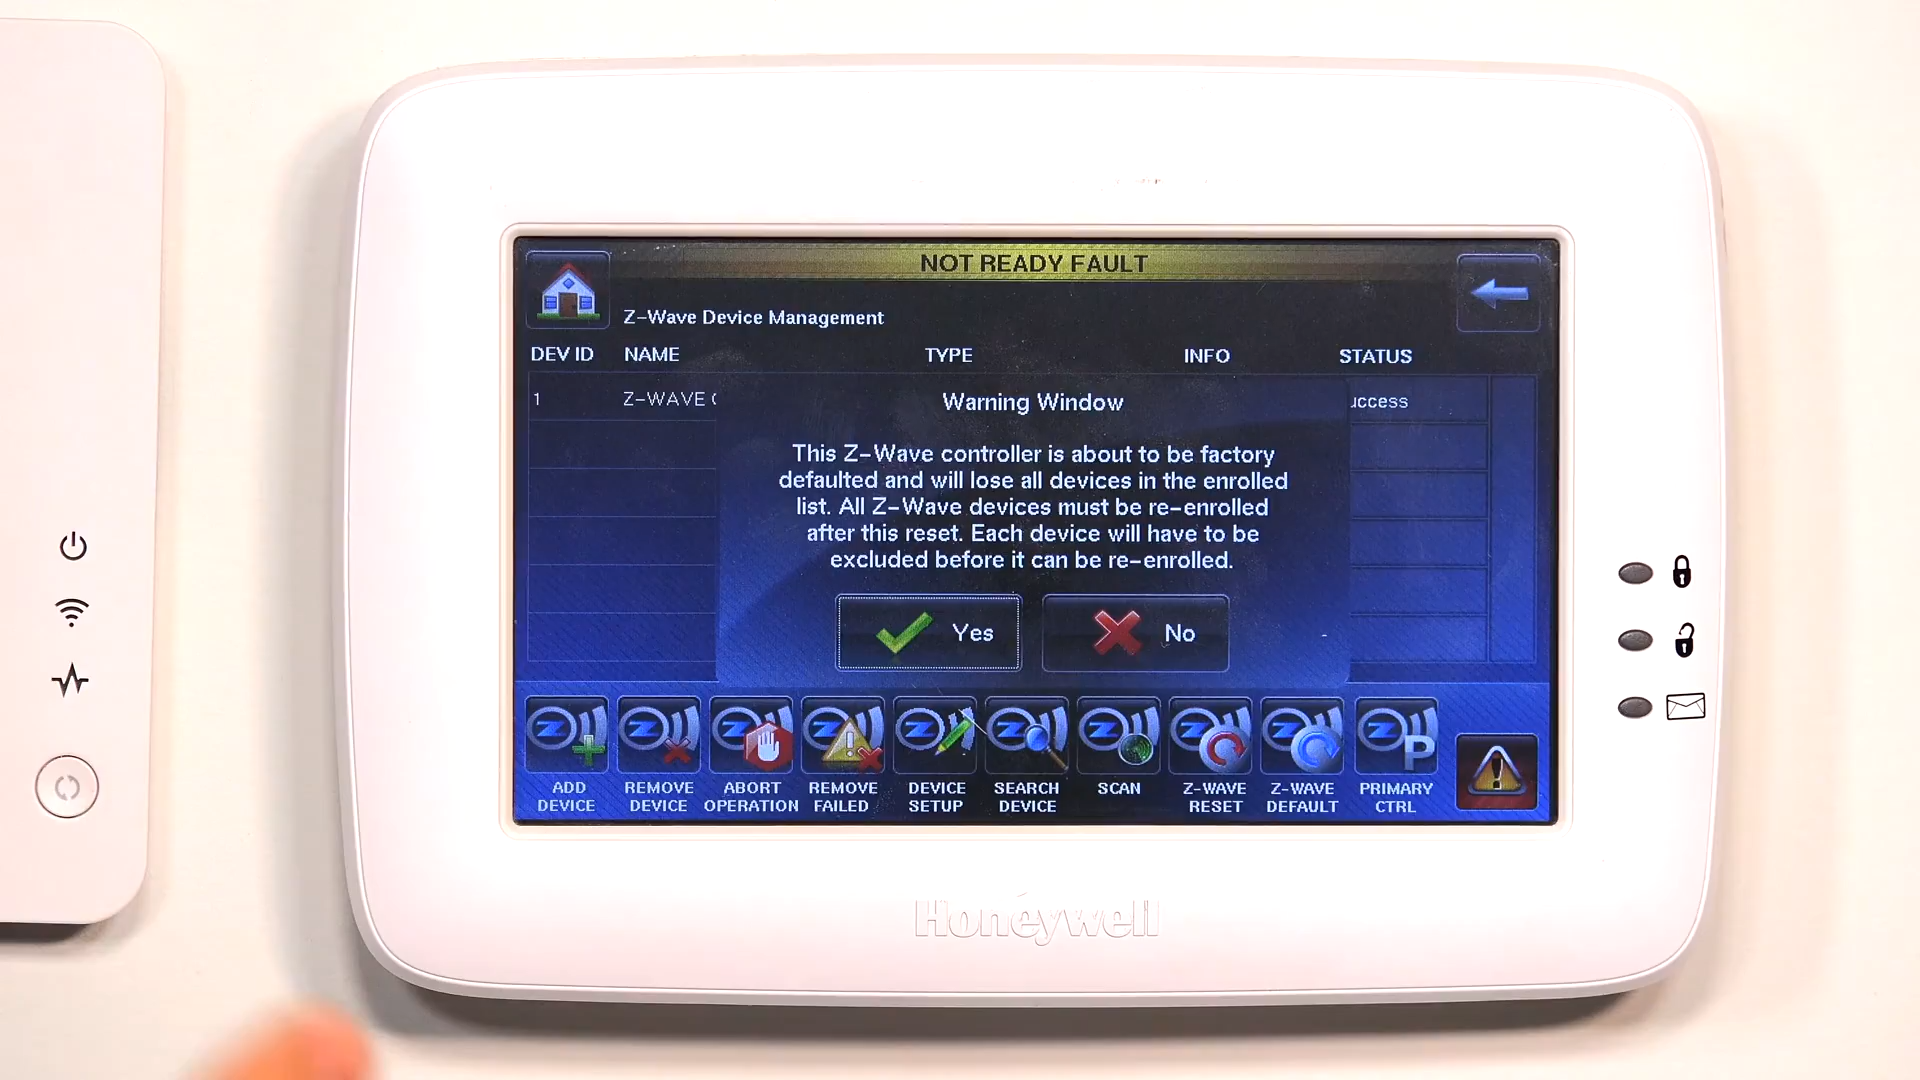 NOT READY FAULT
Z-Wave Device Management
DEV ID NAME TYPE INFO STATUS
1 Z-WAVE
Warning Window
This Z-Wave controller is about to be factory
defaulted and will lose all devices in the enrolled
list. All Z-Wave devices must be re-enrolled
after this reset. Each device will have to be
excluded before it can be re-enrolled.
Yes No
ADD DEVICE
REMOVE DEVICE
ABORT OPERATION
REMOVE FAILED
DEVICE SETUP
SEARCH DEVICE
SCAN
Z-WAVE RESET
Z-WAVE DEFAULT
PRIMARY CTRL
Honeywell